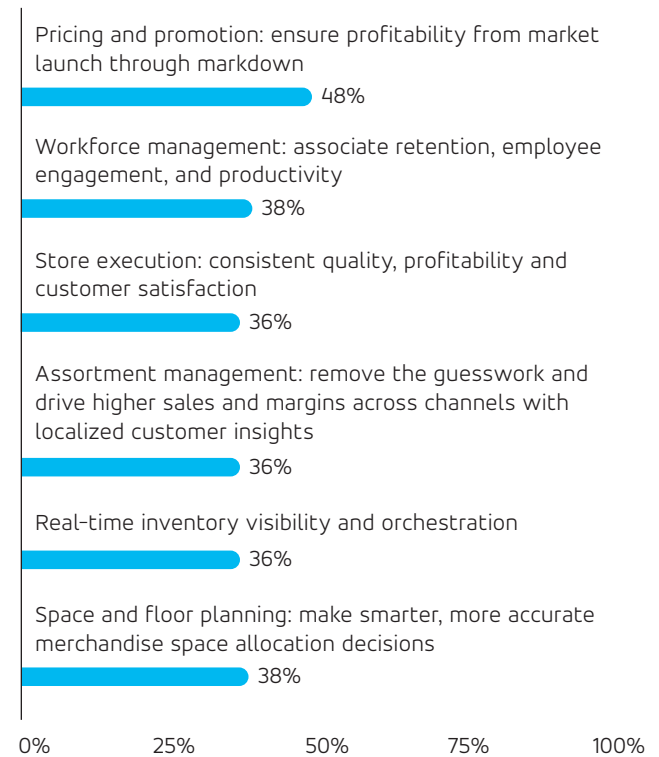 Pricing and promotion: ensure profitability from market
launch through markdown
48%
Workforce management: associate retention, employee
engagement, and productivity
38%
Store execution: consistent quality, profitability and
customer satisfaction
36%
Assortment management: remove the guesswork and
drive higher sales and margins across channels with
localized customer insights
36%
Real-time inventory visibility and orchestration
36%
Space and floor planning: make smarter, more accurate
merchandise space allocation decisions
38%
0% 25% 50% 75% 100%